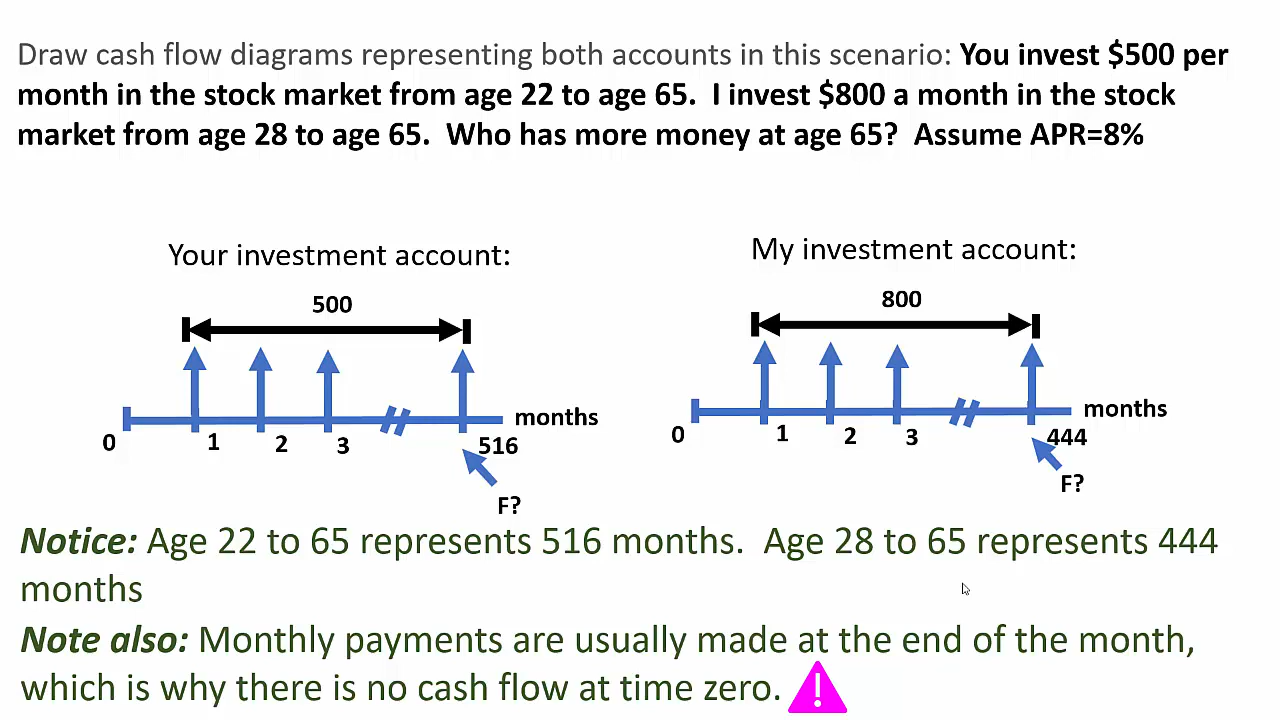 Draw cash flow diagrams representing both accounts in this scenario: You invest $500 per
month in the stock market from age 22 to age 65.  I invest $800 a month in the stock
market from age 28 to age 65.  Who has more money at age 65?  Assume APR=8%
Your investment account:
500
months
0
1
2
3
516
F?
My investment account:
800
months
0
1
2
3
444
F?
Notice: Age 22 to 65 represents 516 months.  Age 28 to 65 represents 444
months
Note also: Monthly payments are usually made at the end of the month,
which is why there is no cash flow at time zero.
!